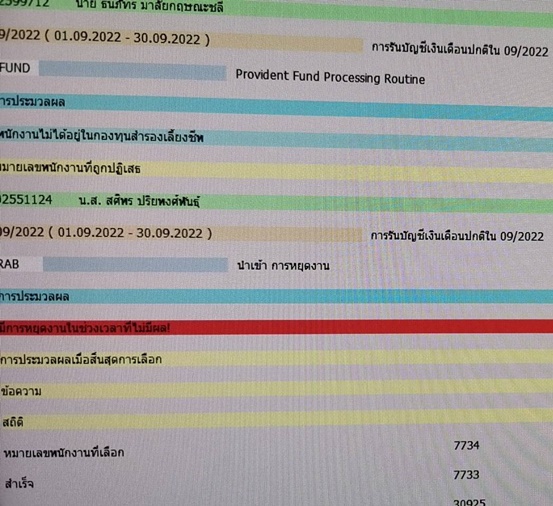 2599712 นาย ธนภัทร มาลัยกฤษณะชลี
9/2022 ( 01.09.2022 - 30.09.2022 ) การรันบัญชีเงินเดือนปกติใน 09/2022
FUND Provident Fund Processing Routine
การประมวลผล
พนักงานไม่ได้อยู่ในกองทุนสำรองเลี้ยงชีพ
หมายเลขพนักงานที่ถูกปฏิเสธ
02551124 น.ส. สศิพร ปริยพงศ์พันธุ์
09/2022 ( 01.09.2022 - 30.09.2022 ) การรันบัญชีเงินเดือนปกติใน 09/2022
RAB นำเข้า การหยุดงาน
การประมวลผล
มีการหยุดงานในช่วงเวลาที่ไม่มีผล!
การประมวลผลเมื่อสิ้นสุดการเลือก
ข้อความ
สถิติ
หมายเลขพนักงานที่เลือก 7734
สำเร็จ 7733
30925